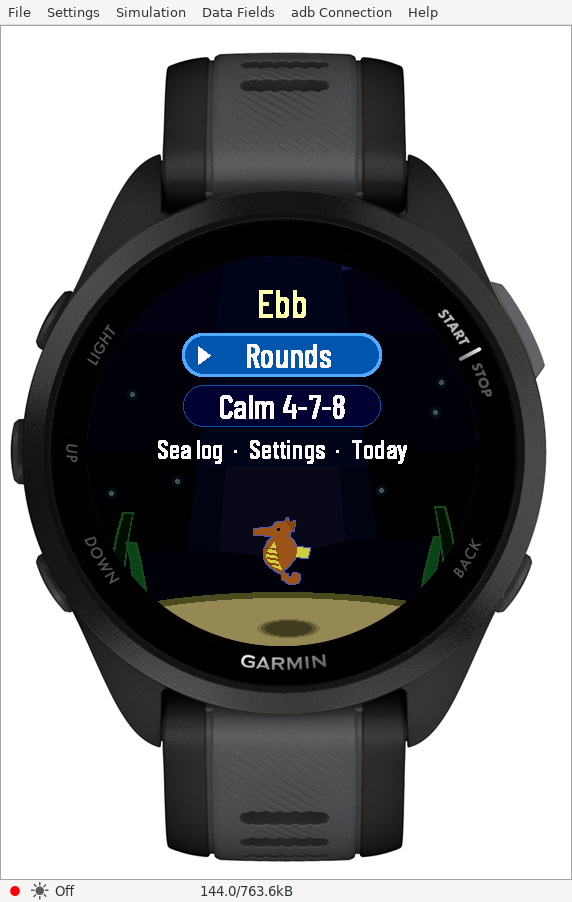 File Settings Simulation Data Fields adb Connection Help
LIGHT
START
STOP
UP
DOWN
BACK
Ebb
Rounds
Calm 4-7-8
Sea log · Settings · Today
GARMIN
Off 144.0/763.6kB